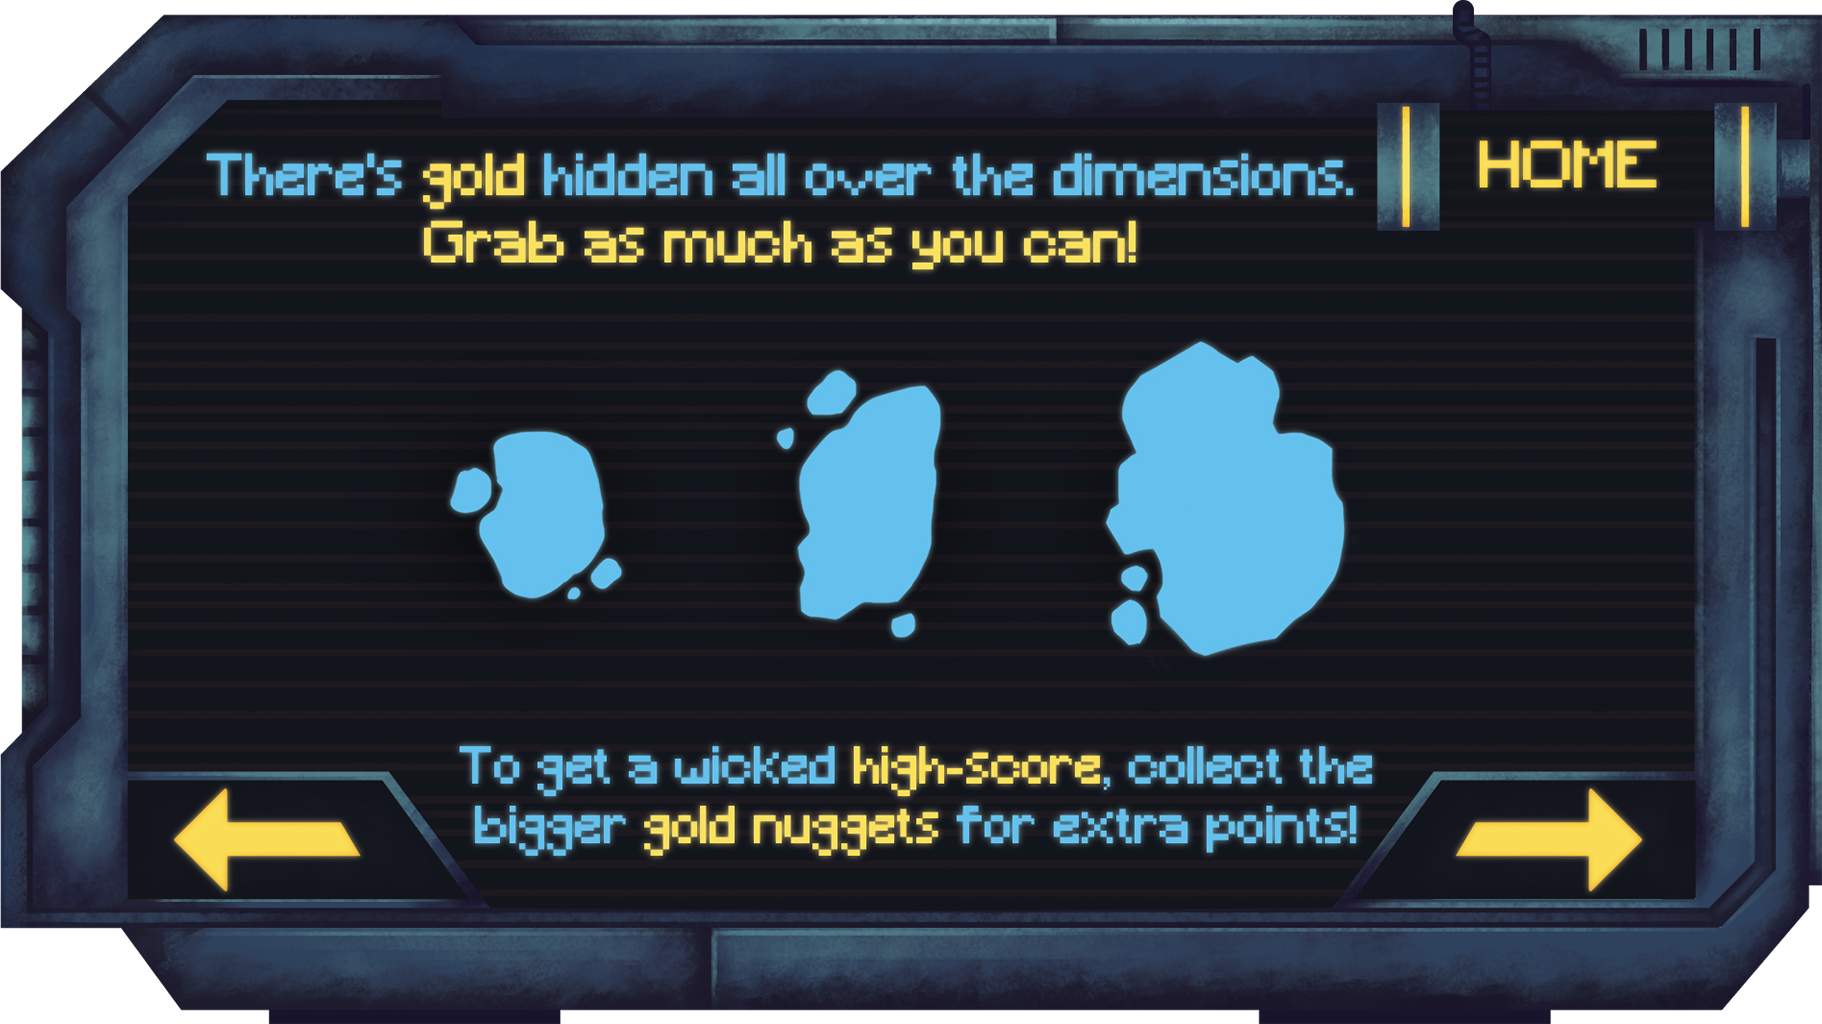 There's gold hidden all over the dimensions.
Grab as much as you can!
HOME
To get a wicked high-score, collect the
bigger gold nuggets for extra points!